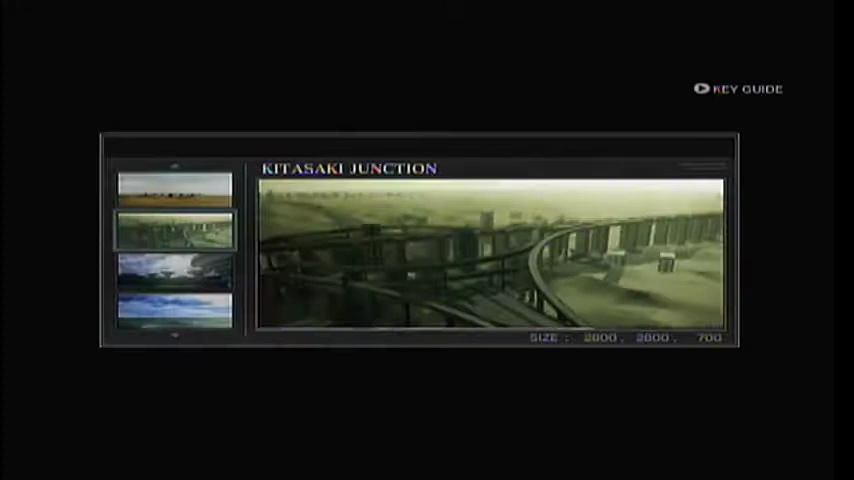 KEY GUIDE
KITASAKI JUNCTION
SIZE : 2800, 2800, 700